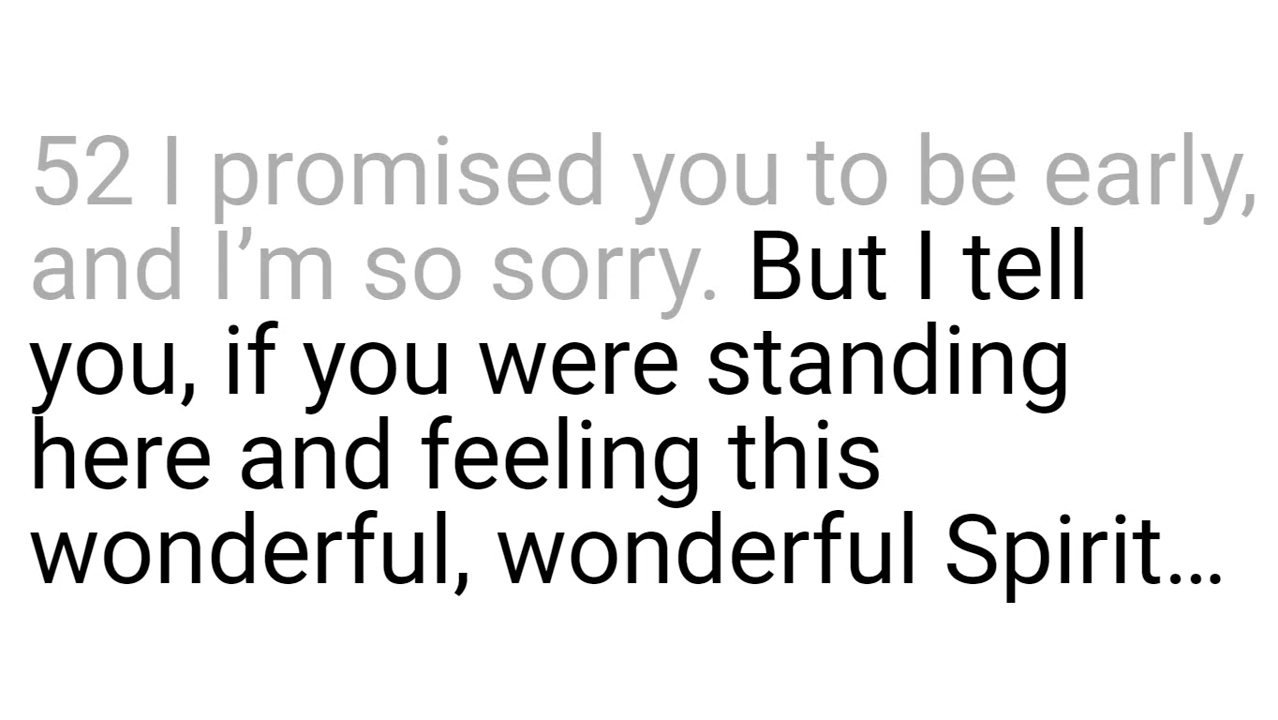 52 I promised you to be early,
and I’m so sorry. But I tell
you, if you were standing
here and feeling this
wonderful, wonderful Spirit…